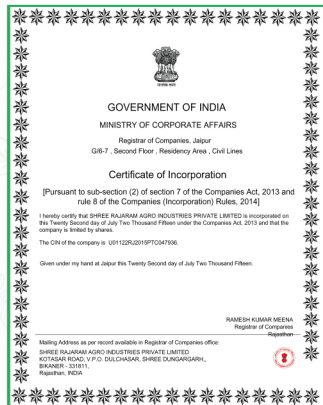 GOVERNMENT OF INDIA
MINISTRY OF CORPORATE AFFAIRS
Registrar of Companies, Jaipur
G/6-7 , Second Floor , Residency Area , Civil Lines
Certificate of Incorporation
[Pursuant to sub-section (2) of section 7 of the Companies Act, 2013 and
rule 8 of the Companies (Incorporation) Rules, 2014]
I hereby certify that SHREE RAJARAM AGRO INDUSTRIES PRIVATE LIMITED is incorporated on
this Twenty Second day of July Two Thousand Fifteen under the Companies Act, 2013 and that the
company is limited by shares.
The CIN of the company is U01122RJ2015PTC047936.
Given under my hand at Jaipur this Twenty Second day of July Two Thousand Fifteen.
RAMESH KUMAR MEENA
Registrar of Companies
Rajasthan
Mailing Address as per record available in Registrar of Companies office:
SHREE RAJARAM AGRO INDUSTRIES PRIVATE LIMITED
KOTASAR ROAD, V.P.O. DULCHASAR, SHREE DUNGARGARH,,
BIKANER - 331811,
Rajasthan, INDIA